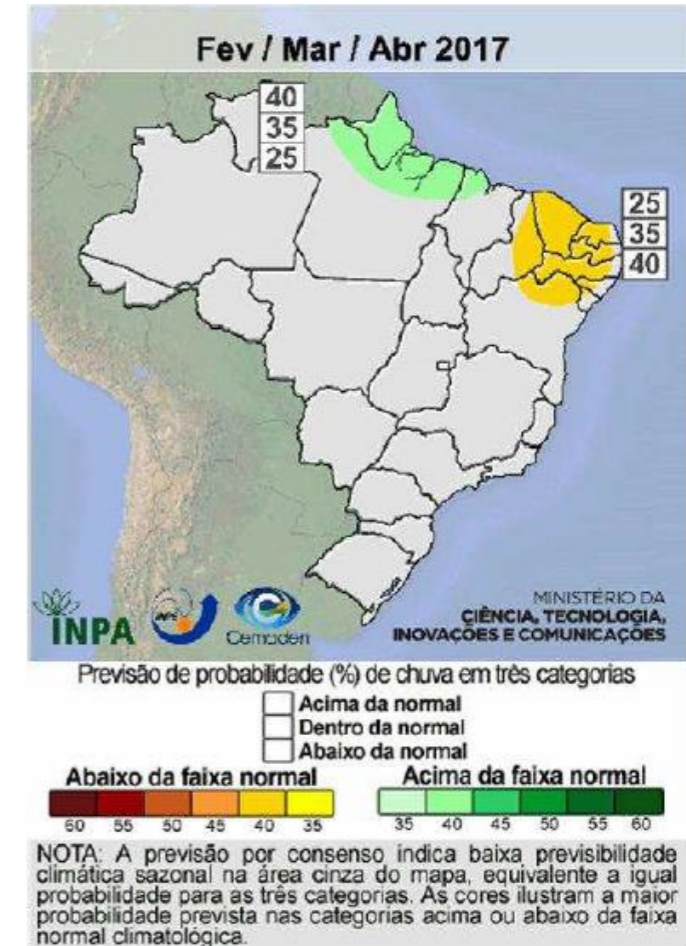 Fev / Mar / Abr 2017
40
35
25
25
35
40
INPA
Cemaden
MINISTÉRIO DA
CIÊNCIA, TECNOLOGIA,
INOVAÇÕES E COMUNICAÇÕES
Previsão de probabilidade (%) de chuva em três categorias
Acima da normal
Dentro da normal
Abaixo da normal
Abaixo da faixa normal
60 55 50 45 40 35
Acima da faixa normal
35 40 45 50 55 60
NOTA: A previsão por consenso indica baixa previsibilidade
climática sazonal na área cinza do mapa, equivalente a igual
probabilidade para as três categorias. As cores ilustram a maior
probabilidade prevista nas categorias acima ou abaixo da faixa
normal climatológica.